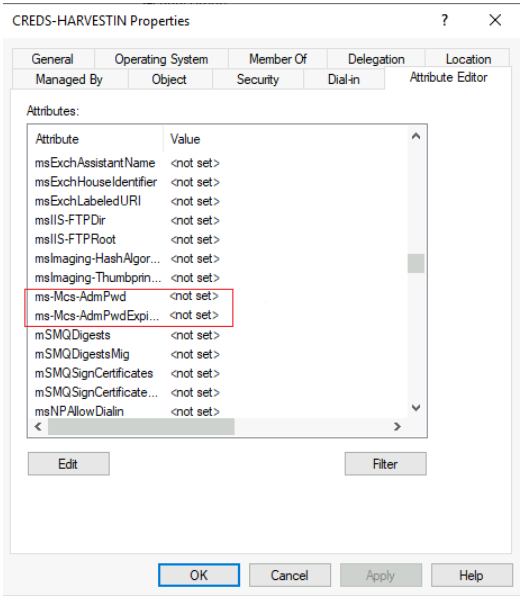 CREDS-HARVESTIN Properties ? ×
General Operating System Member Of Delegation Location
Managed By Object Security Dial-in Attribute Editor
Attributes:
Attribute Value
msExchAssistantName <not set>
msExchHouseIdentifier <not set>
msExchLabeledURI <not set>
msIIS-FTPDir <not set>
msIIS-FTPRoot <not set>
msImaging-HashAlgor... <not set>
msImaging-Thumbprin... <not set>
ms-Mcs-AdmPwd <not set>
ms-Mcs-AdmPwdExpi... <not set>
mSMQDigests <not set>
mSMQDigestsMig <not set>
mSMQSignCertificates <not set>
mSMQSignCertificate... <not set>
msNPAllowDialin <not set>
Edit Filter
OK Cancel Apply Help